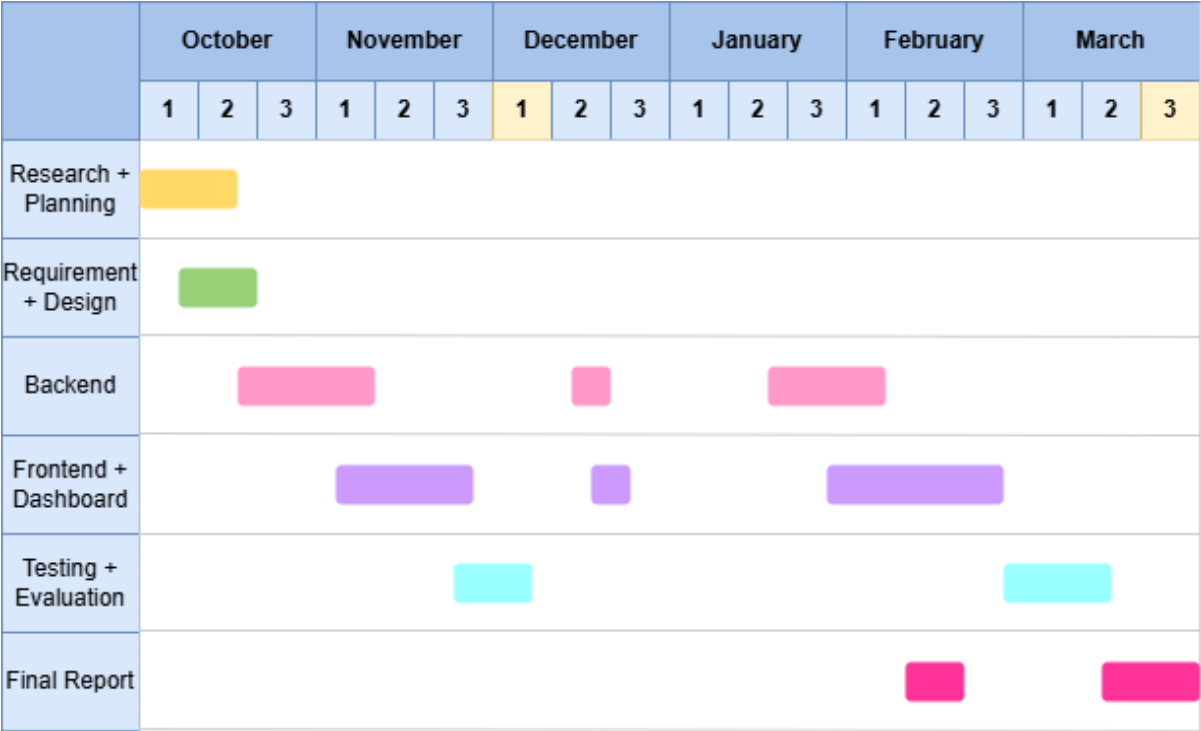 October November December January February March
1 2 3 1 2 3 1 2 3 1 2 3 1 2 3 1 2 3
Research +
Planning
Requirement
+ Design
Backend
Frontend +
Dashboard
Testing +
Evaluation
Final Report